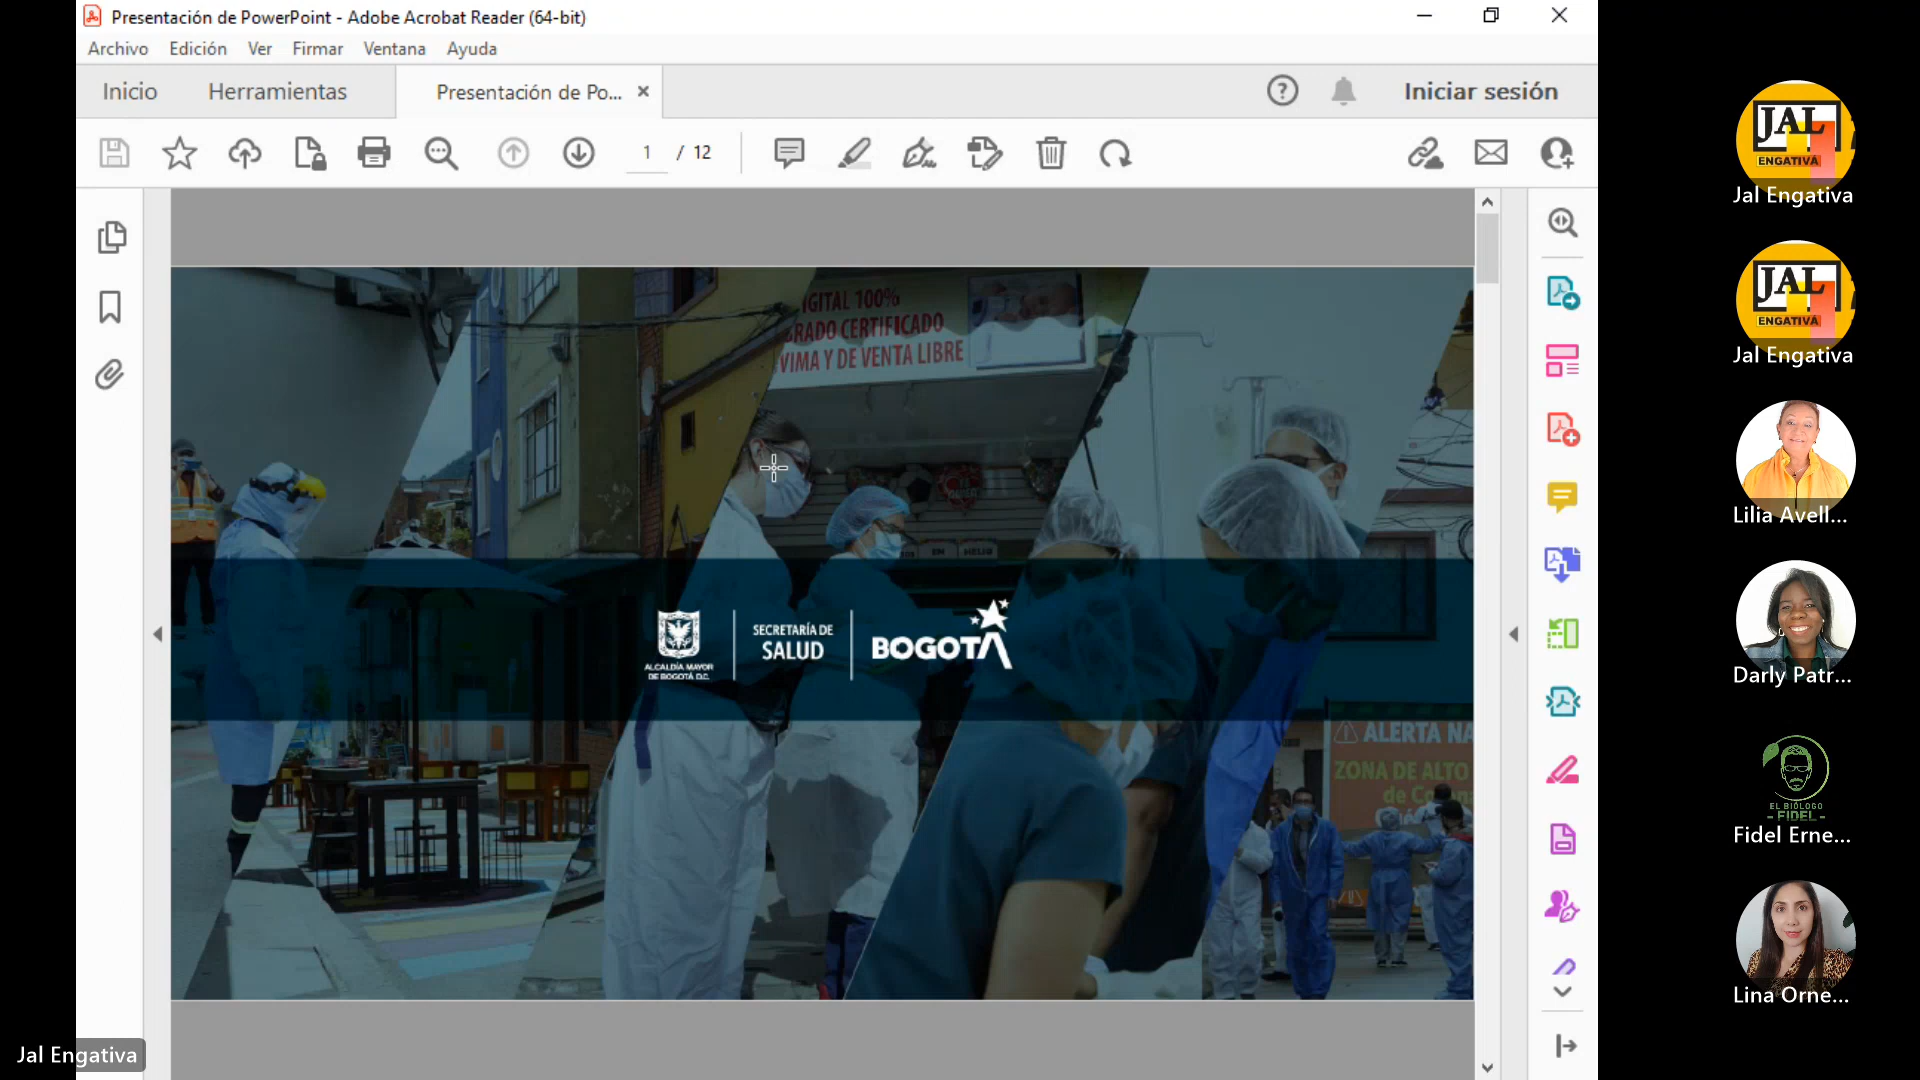 Presentación de PowerPoint - Adobe Acrobat Reader (64-bit)
Archivo Edición Ver Firmar Ventana Ayuda
Inicio Herramientas Presentación de Po... Iniciar sesión
1 / 12
IGITAL 100%
GRADO CERTIFICADO
VIMA Y DE VENTA LIBRE
SECRETARÍA DE
SALUD
BOGOTÁ
ALCALDÍA MAYOR
DE BOGOTÁ D.C.
ALERTA NA
ZONA DE ALTO
JAL
ENGATIVÁ
Jal Engativa
JAL
ENGATIVÁ
Jal Engativa
Lilia Avell...
Darly Patr...
EL BIÓLOGO
- FIDEL -
Fidel Erne...
Lina Orne...
Jal Engativa